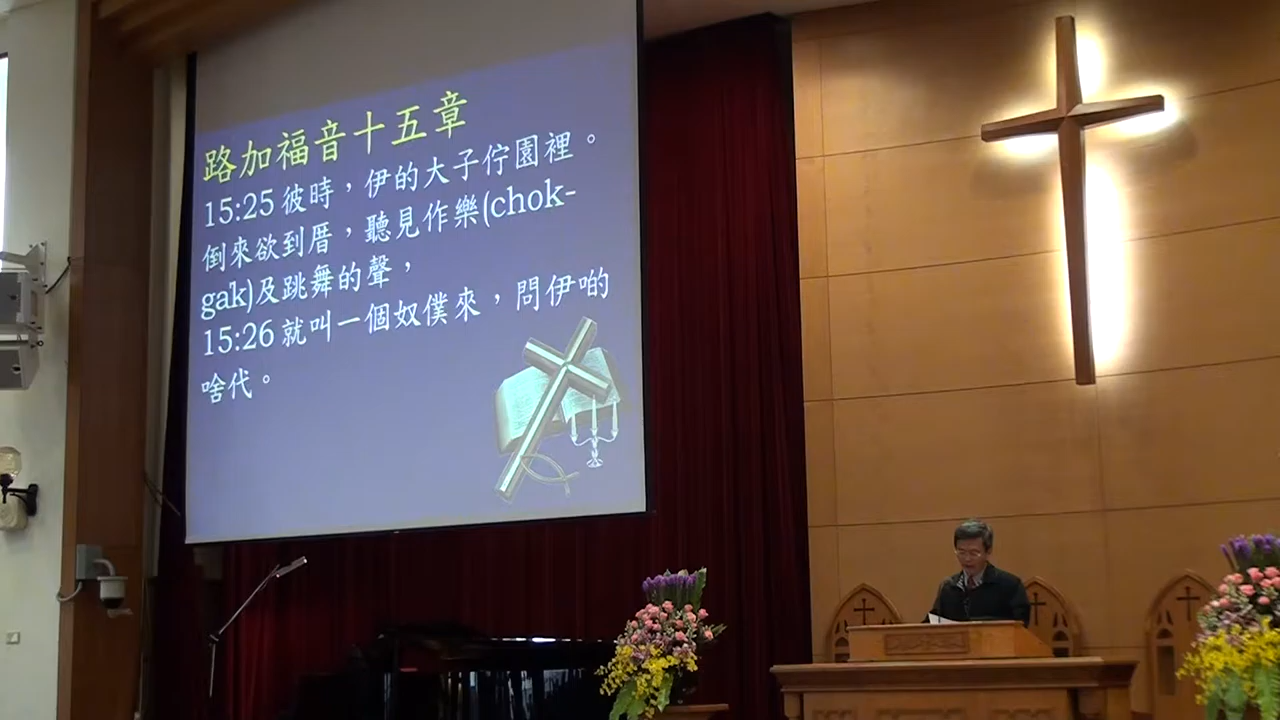 路加福音十五章
15:25 彼時，伊的大子佇園裡。
倒來欲到厝，聽見作樂(chok-
gak)及跳舞的聲，
15:26 就叫一個奴僕來，問伊啲
啥代。